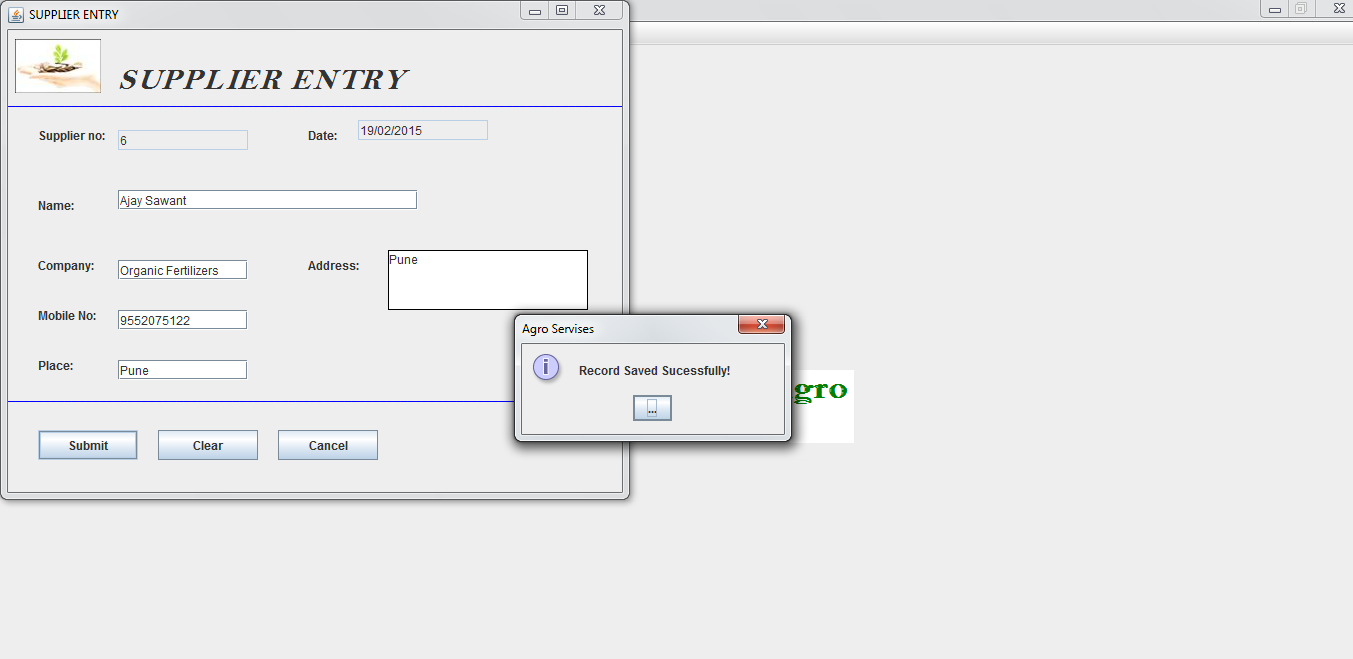 SUPPLIER ENTRY
SUPPLIER ENTRY
Supplier no: 6 Date: 19/02/2015
Name: Ajay Sawant
Company: Organic Fertilizers Address: Pune
Mobile No: 9552075122
Place: Pune
Submit Clear Cancel
Agro Servises
Record Saved Sucessfully!
...
gro